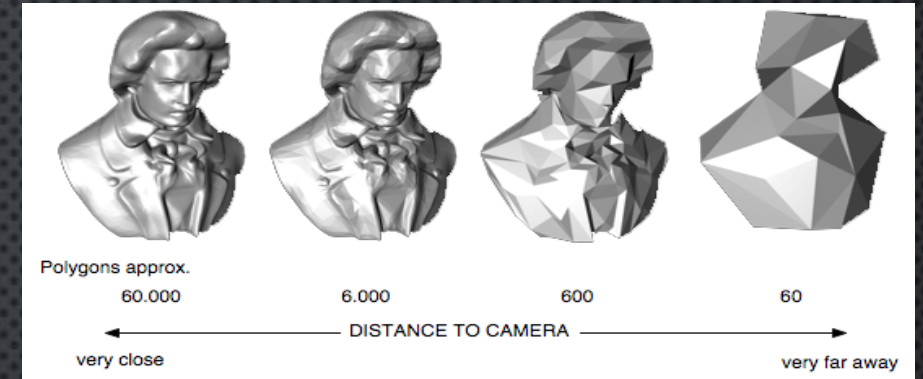 Polygons approx.
60.000 6.000 600 60
DISTANCE TO CAMERA
very close very far away